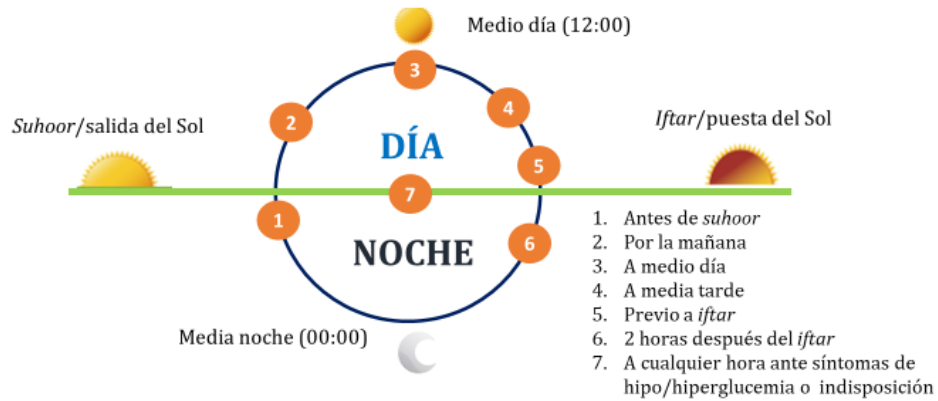 Medio día (12:00)
3
Suhoor/salida del Sol
2
4
Iftar/puesta del Sol
DÍA
5
7
1
NOCHE
6
Media noche (00:00)
1. Antes de suhoor
2. Por la mañana
3. A medio día
4. A media tarde
5. Previo a iftar
6. 2 horas después del iftar
7. A cualquier hora ante síntomas de
hipo/hiperglucemia o indisposición